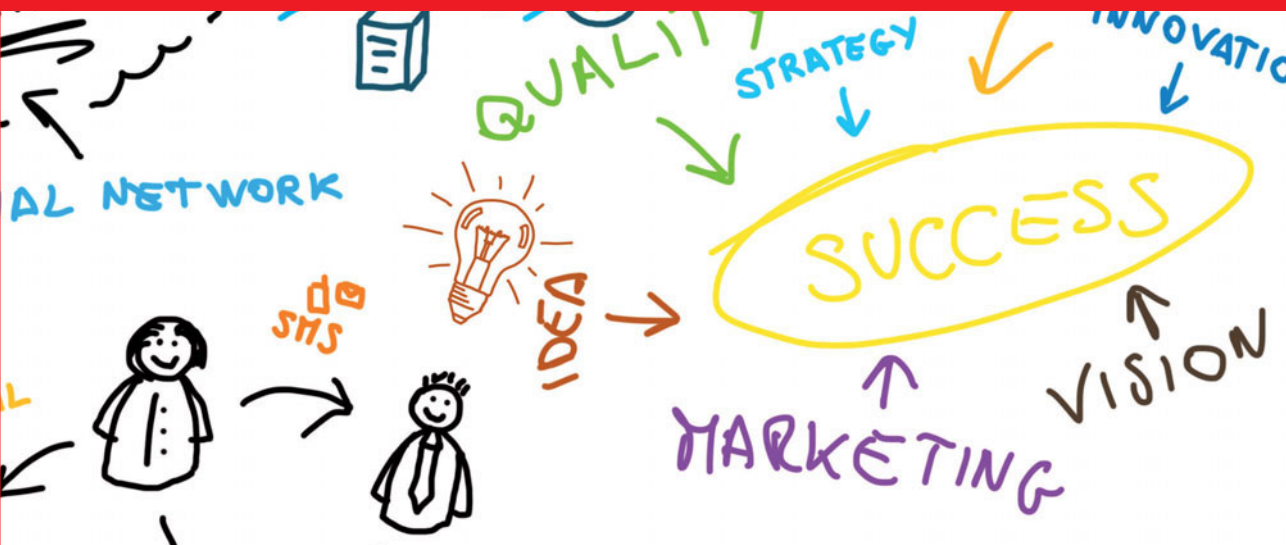 QUALITY
STRATEGY
INNOVATIO
AL NETWORK
SUCCESS
SMS
IDEA
VISION
L
MARKETING